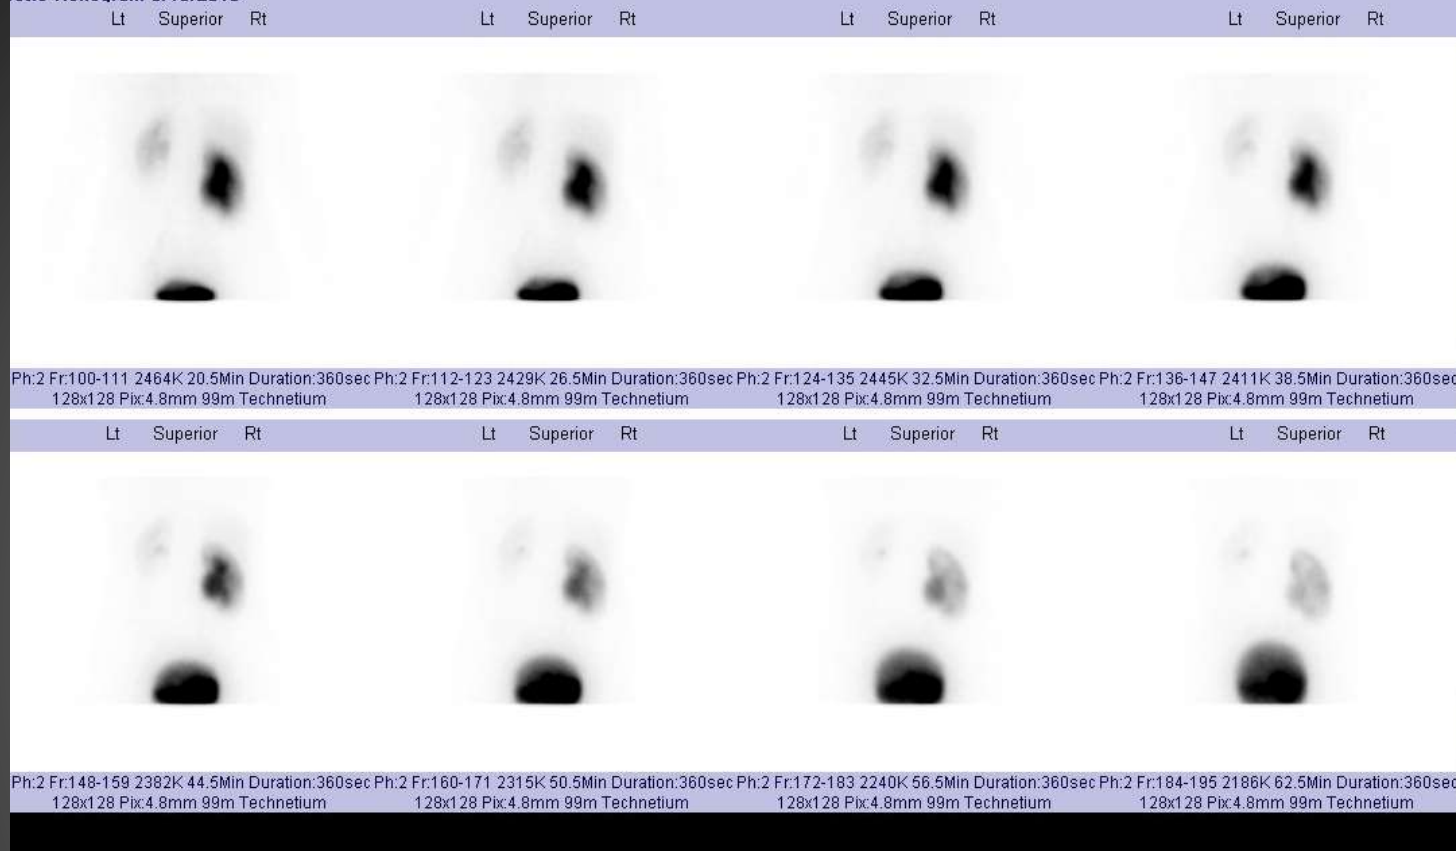 Lt Superior Rt Lt Superior Rt Lt Superior Rt Lt Superior Rt
Ph:2 Fr:100-111 2464K 20.5Min Duration:360sec Ph:2 Fr:112-123 2429K 26.5Min Duration:360sec Ph:2 Fr:124-135 2445K 32.5Min Duration:360sec Ph:2 Fr:136-147 2411K 38.5Min Duration:360sec
128x128 Pix:4.8mm 99m Technetium 128x128 Pix:4.8mm 99m Technetium 128x128 Pix:4.8mm 99m Technetium 128x128 Pix:4.8mm 99m Technetium
Lt Superior Rt Lt Superior Rt Lt Superior Rt Lt Superior Rt
Ph:2 Fr:148-159 2382K 44.5Min Duration:360sec Ph:2 Fr:160-171 2315K 50.5Min Duration:360sec Ph:2 Fr:172-183 2240K 56.5Min Duration:360sec Ph:2 Fr:184-195 2186K 62.5Min Duration:360sec
128x128 Pix:4.8mm 99m Technetium 128x128 Pix:4.8mm 99m Technetium 128x128 Pix:4.8mm 99m Technetium 128x128 Pix:4.8mm 99m Technetium